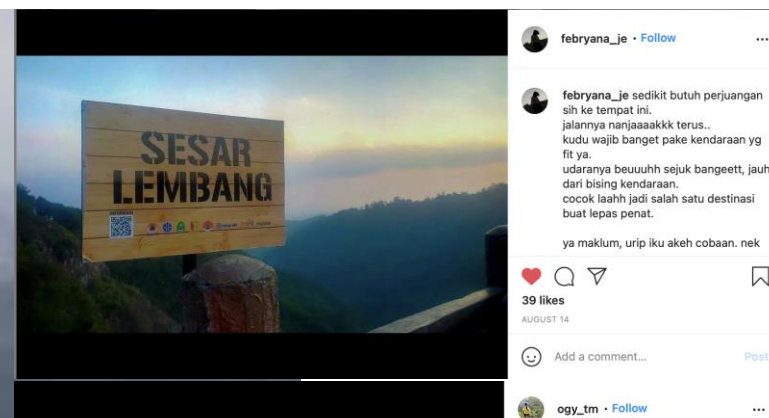 SESAR
LEMBANG
febryana_je • Follow
...
febryana_je sedikit butuh perjuangan
sih ke tempat ini.
jalannya nanjaaaakkk terus..
kudu wajib banget pake kendaraan yg
fit ya.
udaranya beuuuhh sejuk bangeett, jauh
dari bising kendaraan.
cocok laahh jadi salah satu destinasi
buat lepas penat.
ya maklum, urip iku akeh cobaan. nek
39 likes
AUGUST 14
Add a comment...
Post
ogy_tm • Follow
...